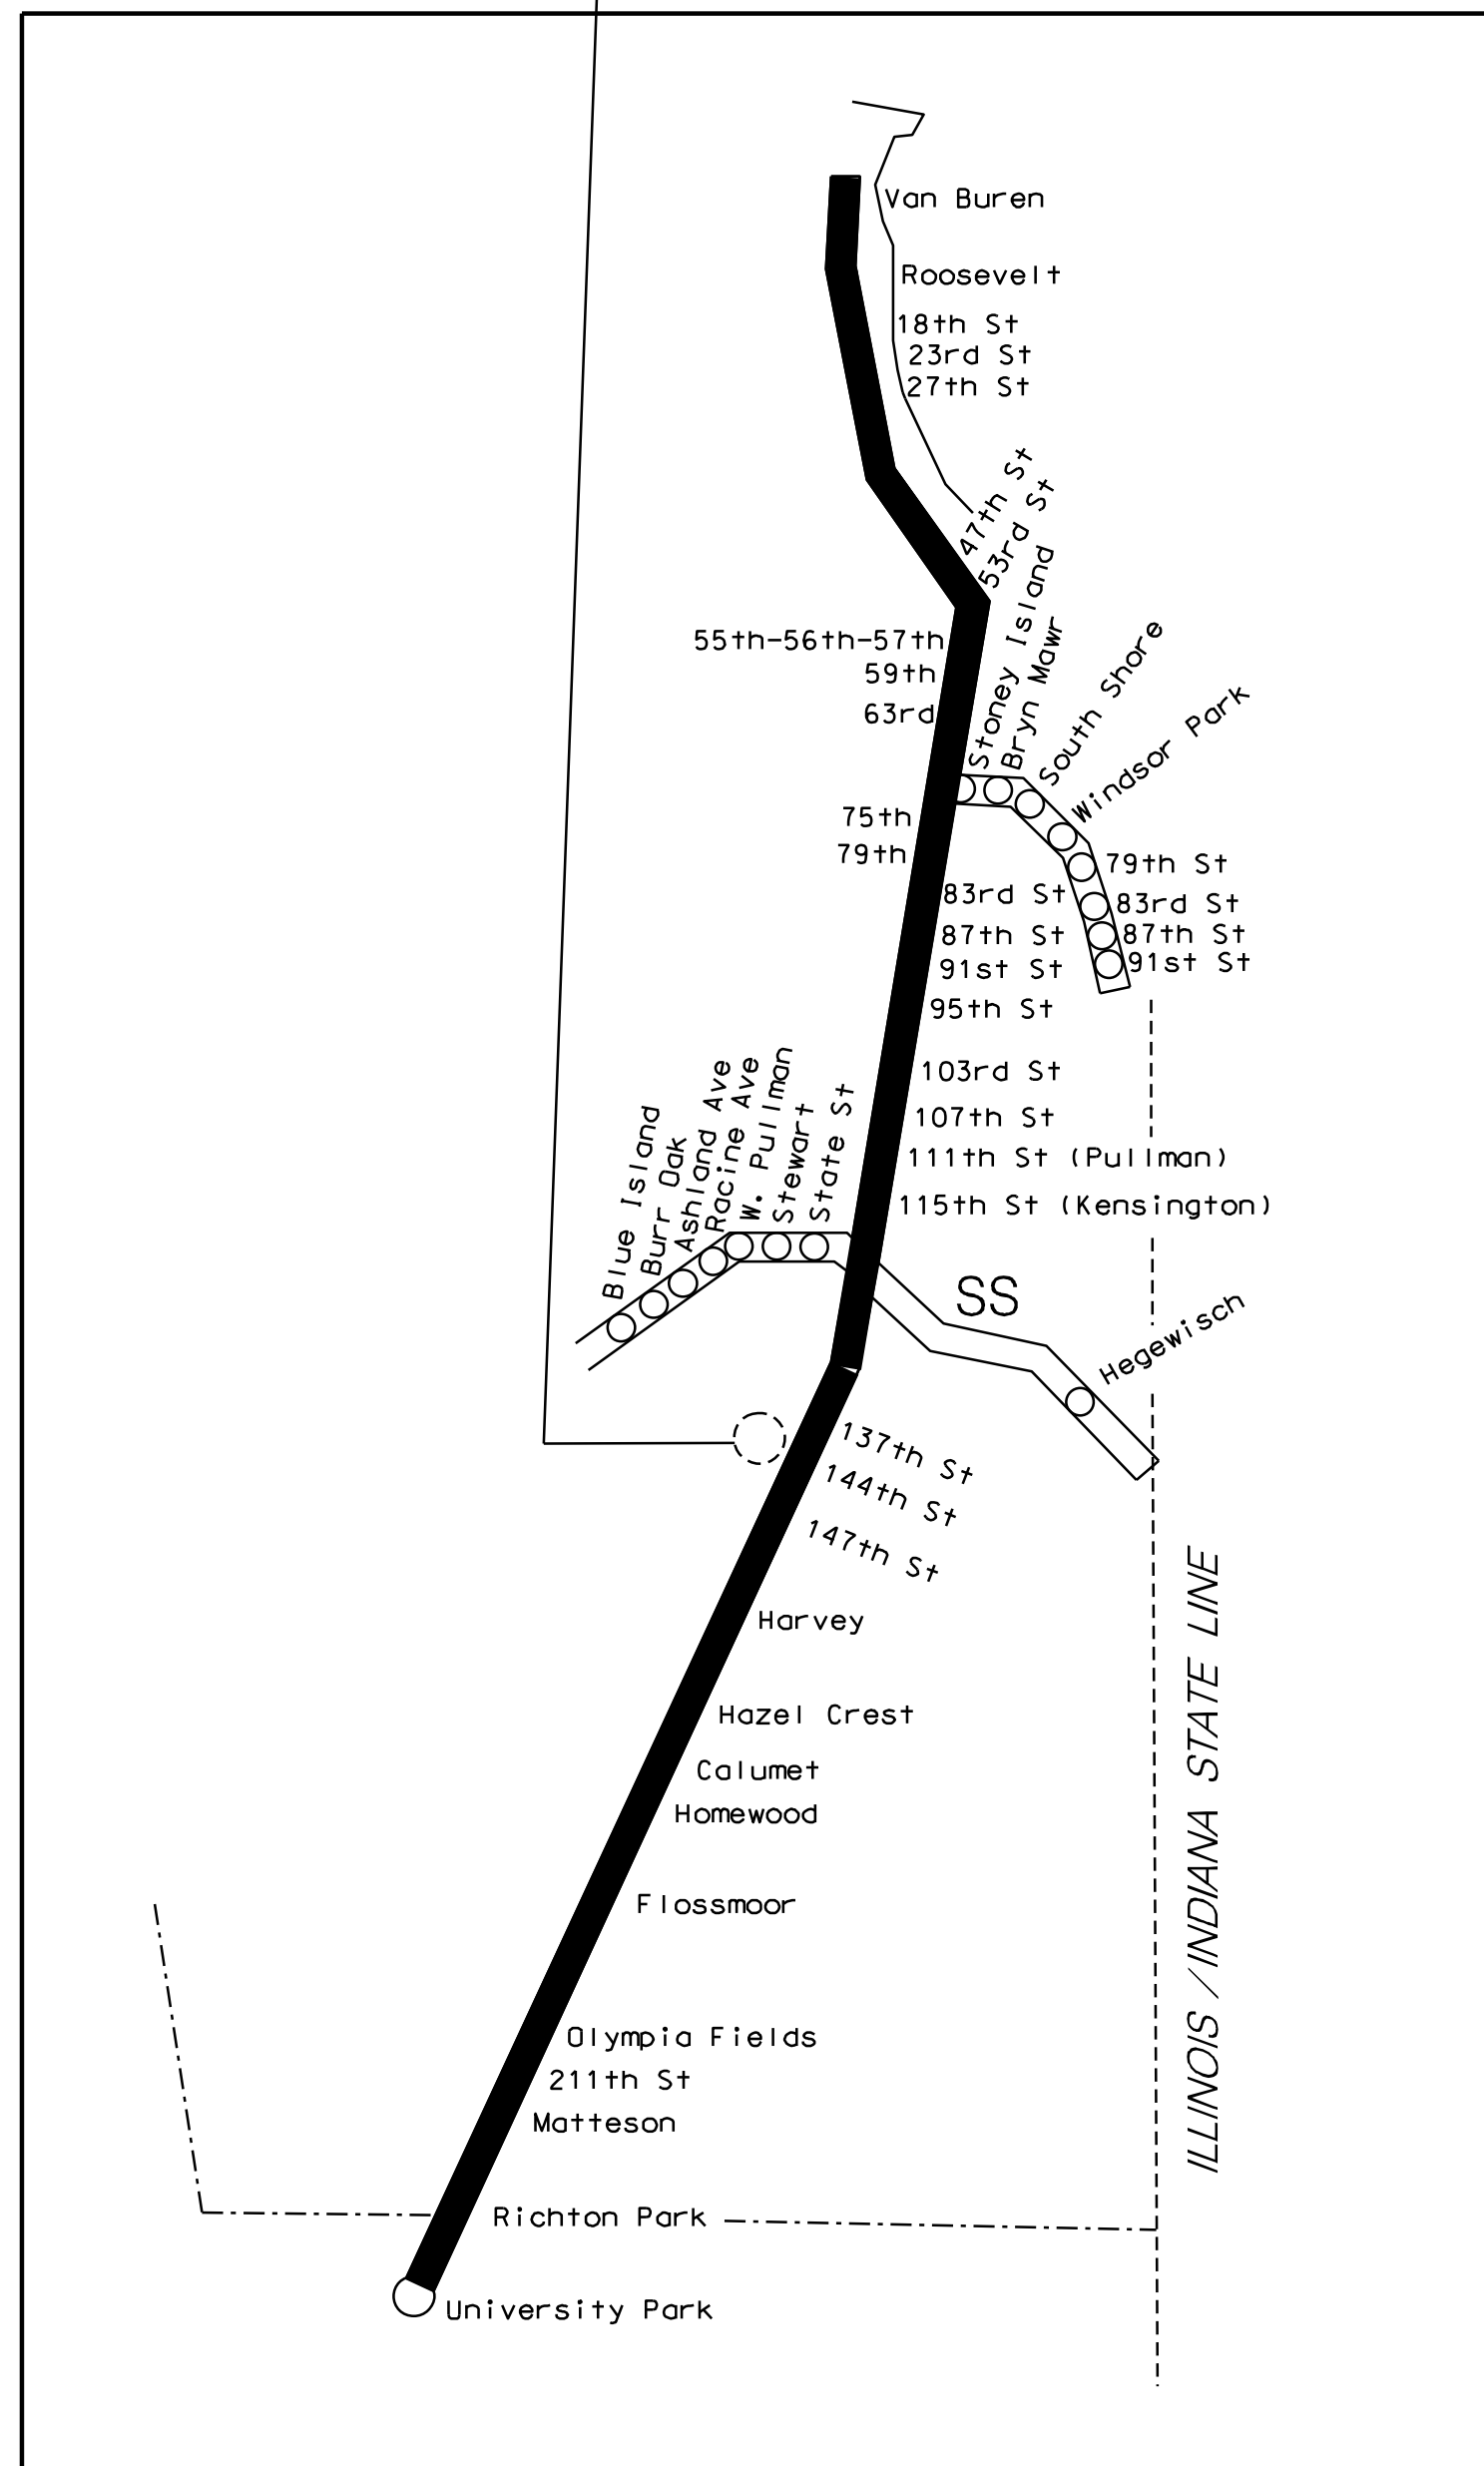 Van Buren
Roosevelt
18th St
23rd St
27th St
47th St
53rd St
Stoney Island
Bryn Mawr
South Shore
Windsor Park
55th-56th-57th
59th
63rd
75th
79th
79th St
83rd St
83rd St
87th St
87th St
91st St
91st St
95th St
103rd St
107th St
111th St (Pullman)
115th St (Kensington)
Blue Island
Burr Oak
Ashland Ave
Racine Ave
W. Pullman
Stewart
State St
SS
Hegewisch
137th St
144th St
147th St
Harvey
Hazel Crest
Calumet
Homewood
Flossmoor
Olympia Fields
211th St
Matteson
Richton Park
University Park
ILLINOIS/INDIANA STATE LINE